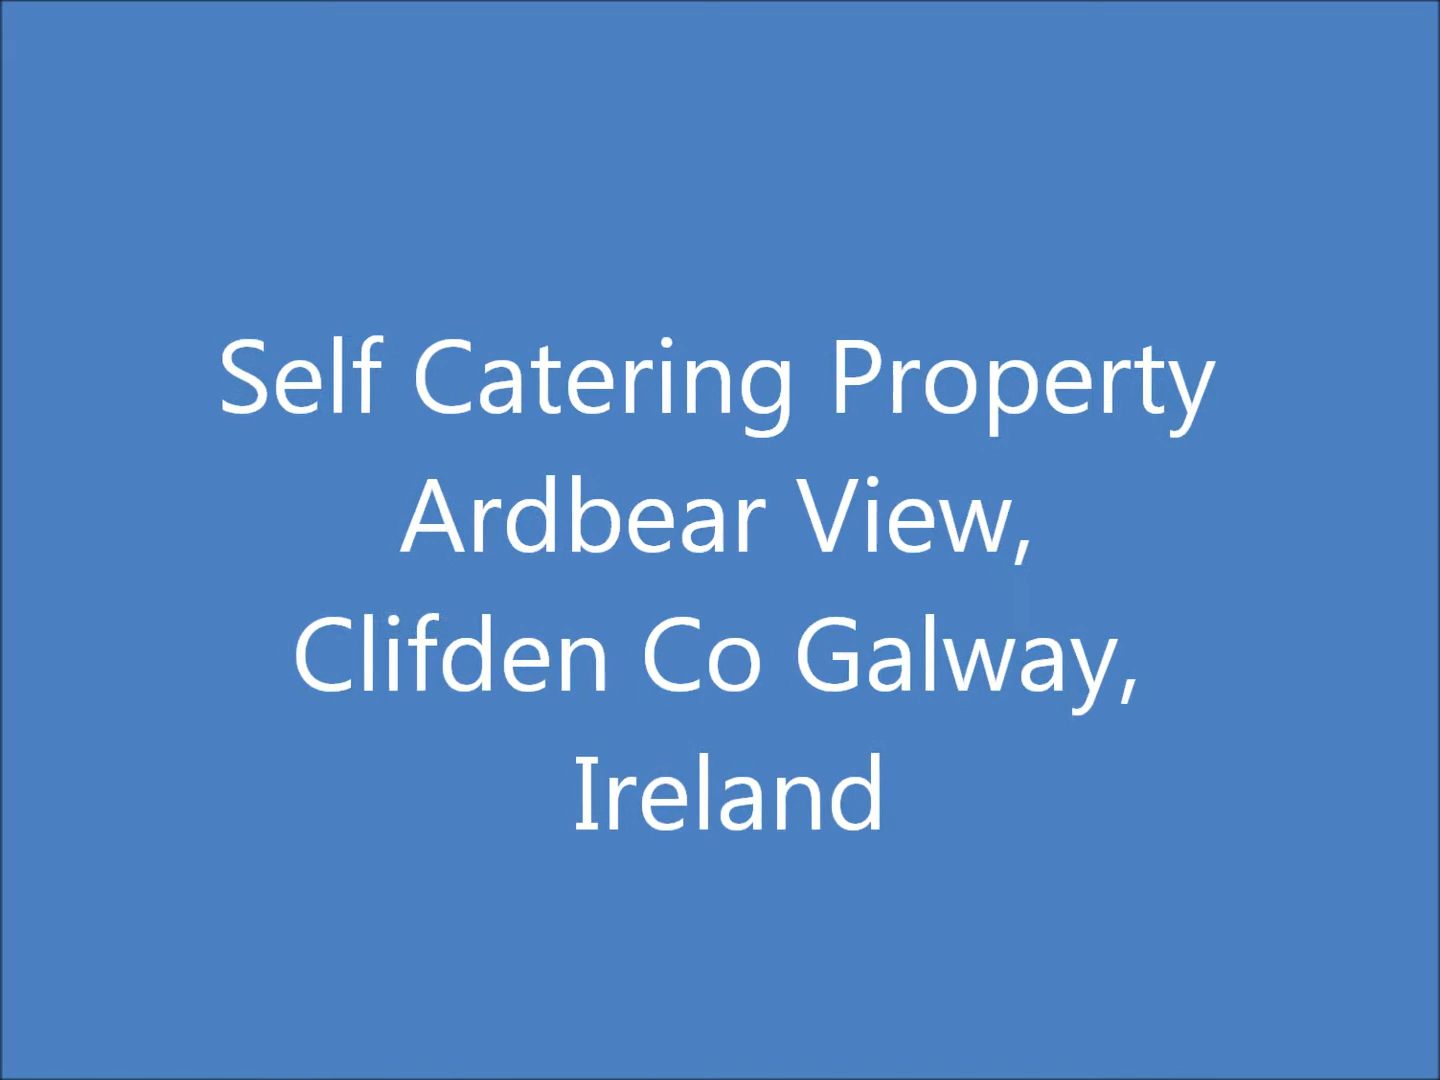 Self Catering Property
Ardbear View,
Clifden Co Galway,
Ireland